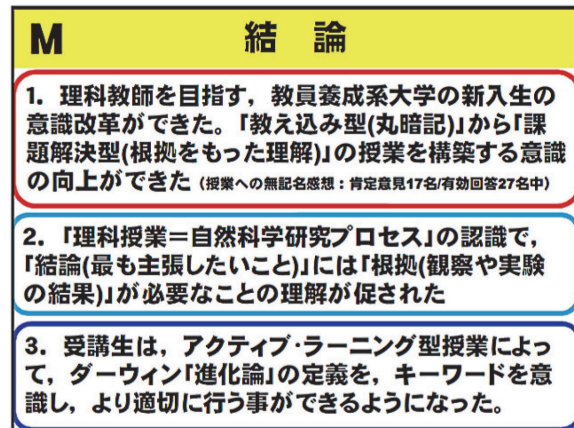 M 結 論
1. 理科教師を目指す，教員養成系大学の新入生の
意識改革ができた。「教え込み型(丸暗記)」から「課
題解決型(根拠をもった理解)」の授業を構築する意識
の向上ができた（授業への無記名感想：肯定意見17名/有効回答27名中）
2. 「理科授業＝自然科学研究プロセス」の認識で，
「結論(最も主張したいこと)」には「根拠(観察や実験
の結果)」が必要なことの理解が促された
3. 受講生は，アクティブ・ラーニング型授業によっ
て，ダーウィン「進化論」の定義を，キーワードを意
識し，より適切に行う事ができるようになった。